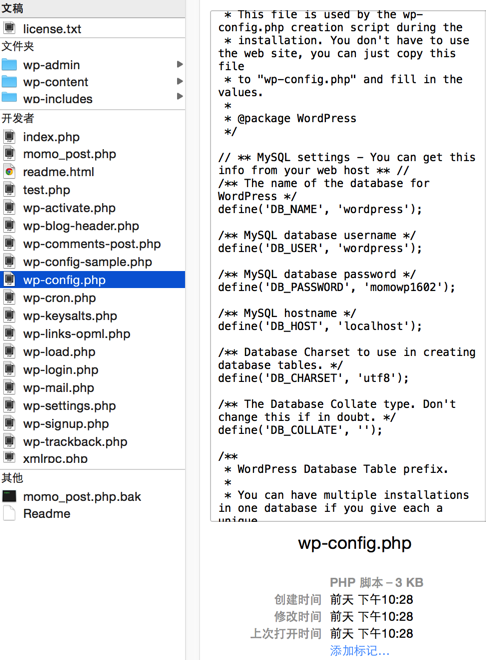 文稿
license.txt
文件夹
wp-admin
wp-content
wp-includes
开发者
index.php
momo_post.php
readme.html
test.php
wp-activate.php
wp-blog-header.php
wp-comments-post.php
wp-config-sample.php
wp-config.php
wp-cron.php
wp-keysalts.php
wp-links-opml.php
wp-load.php
wp-login.php
wp-mail.php
wp-settings.php
wp-signup.php
wp-trackback.php
xmlrpc.php
其他
momo_post.php.bak
Readme
* This file is used by the wp-
config.php creation script during the
* installation. You don't have to use
the web site, you can just copy this
file
* to "wp-config.php" and fill in the
values.
*
* @package WordPress
*/
// ** MySQL settings - You can get this
info from your web host ** //
/** The name of the database for
WordPress */
define('DB_NAME', 'wordpress');
/** MySQL database username */
define('DB_USER', 'wordpress');
/** MySQL database password */
define('DB_PASSWORD', 'momowp1602');
/** MySQL hostname */
define('DB_HOST', 'localhost');
/** Database Charset to use in creating
database tables. */
define('DB_CHARSET', 'utf8');
/** The Database Collate type. Don't
change this if in doubt. */
define('DB_COLLATE', '');
/**
* WordPress Database Table prefix.
*
* You can have multiple installations
in one database if you give each a
unique
wp-config.php
PHP 脚本 – 3 KB
创建时间 前天 下午10:28
修改时间 前天 下午10:28
上次打开时间 前天 下午10:28
添加标记…